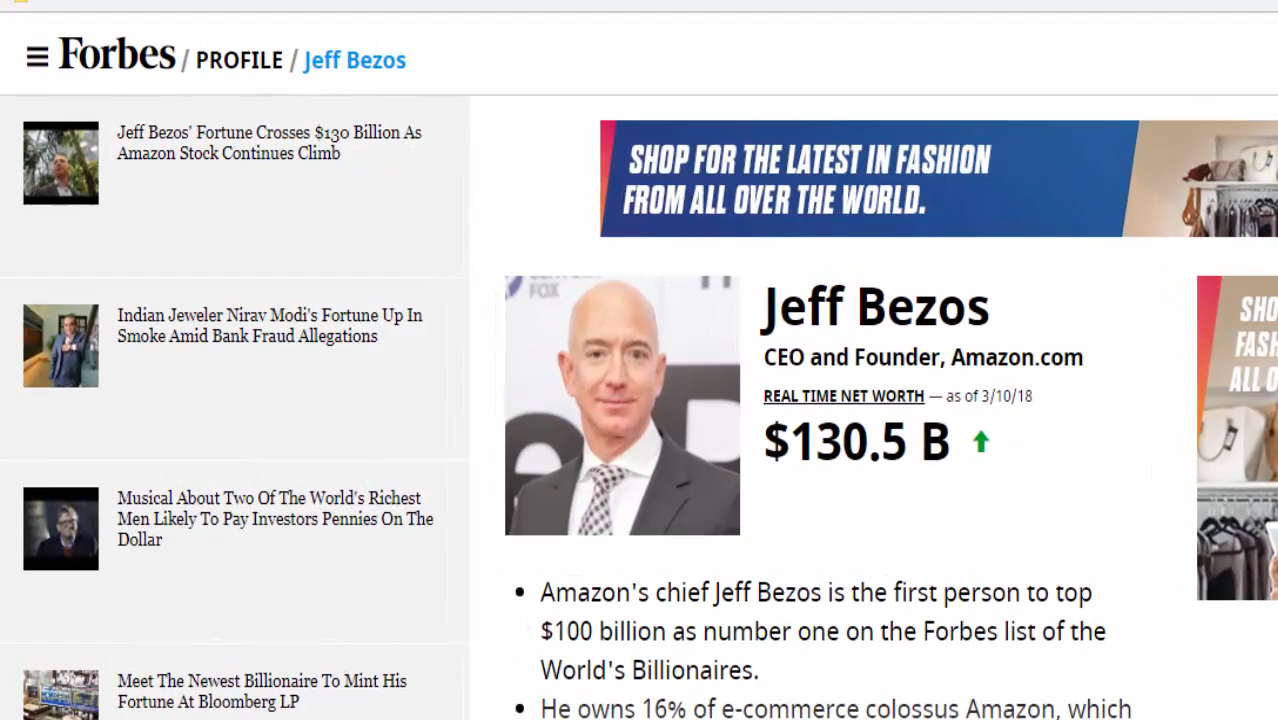 Forbes / PROFILE / Jeff Bezos
Jeff Bezos' Fortune Crosses $130 Billion As
Amazon Stock Continues Climb
Indian Jeweler Nirav Modi's Fortune Up In
Smoke Amid Bank Fraud Allegations
Musical About Two Of The World's Richest
Men Likely To Pay Investors Pennies On The
Dollar
Meet The Newest Billionaire To Mint His
Fortune At Bloomberg LP
SHOP FOR THE LATEST IN FASHION
FROM ALL OVER THE WORLD.
FOX
Jeff Bezos
CEO and Founder, Amazon.com
REAL TIME NET WORTH — as of 3/10/18
$130.5 B
Amazon's chief Jeff Bezos is the first person to top
$100 billion as number one on the Forbes list of the
World's Billionaires.
He owns 16% of e-commerce colossus Amazon, which
ALL